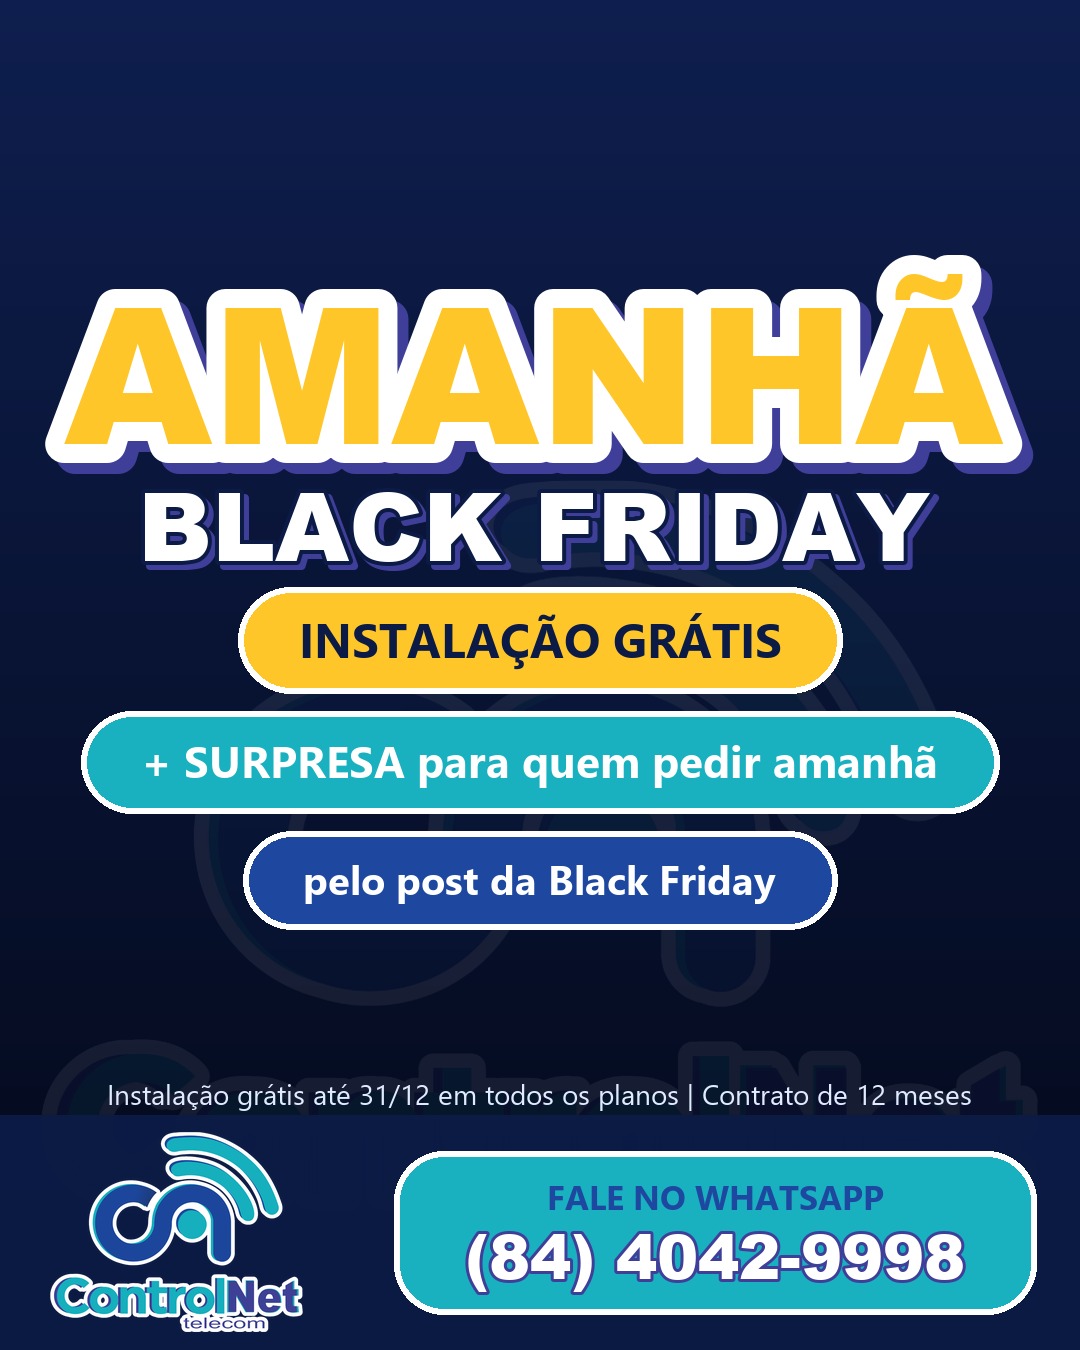 AMANHÃ
BLACK FRIDAY
INSTALAÇÃO GRÁTIS
+ SURPRESA para quem pedir amanhã
pelo post da Black Friday
Instalação grátis até 31/12 em todos os planos | Contrato de 12 meses
ControlNet
telecom
FALE NO WHATSAPP
(84) 4042-9998